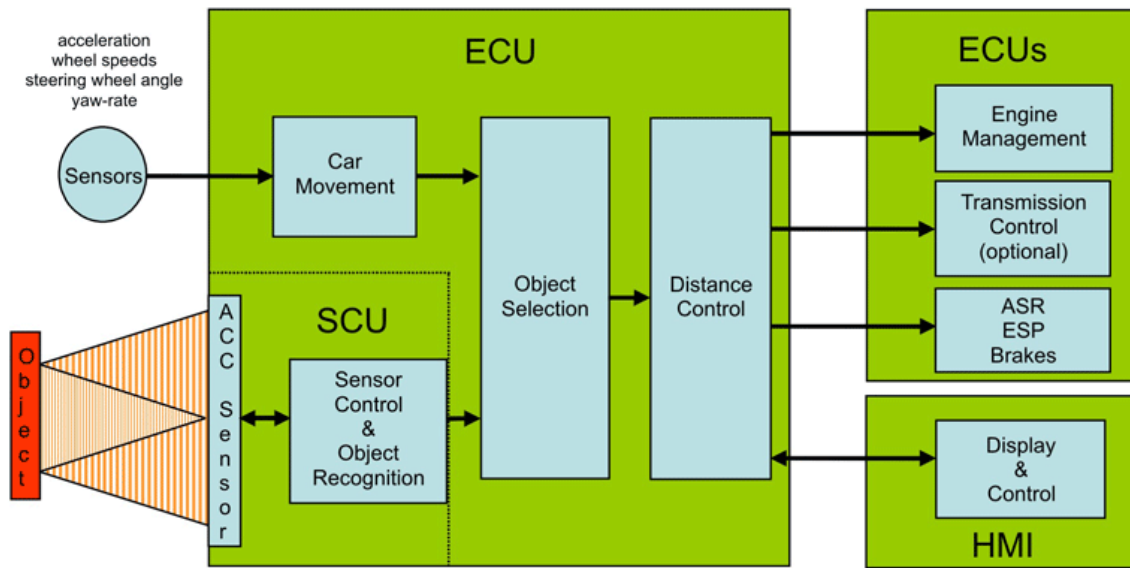 acceleration
wheel speeds
steering wheel angle
yaw-rate
Sensors
ECU
Car
Movement
Object
Selection
Distance
Control
SCU
ACC Sensor
Sensor
Control
&
Object
Recognition
Object
ECUs
Engine
Management
Transmission
Control
(optional)
ASR
ESP
Brakes
Display
&
Control
HMI